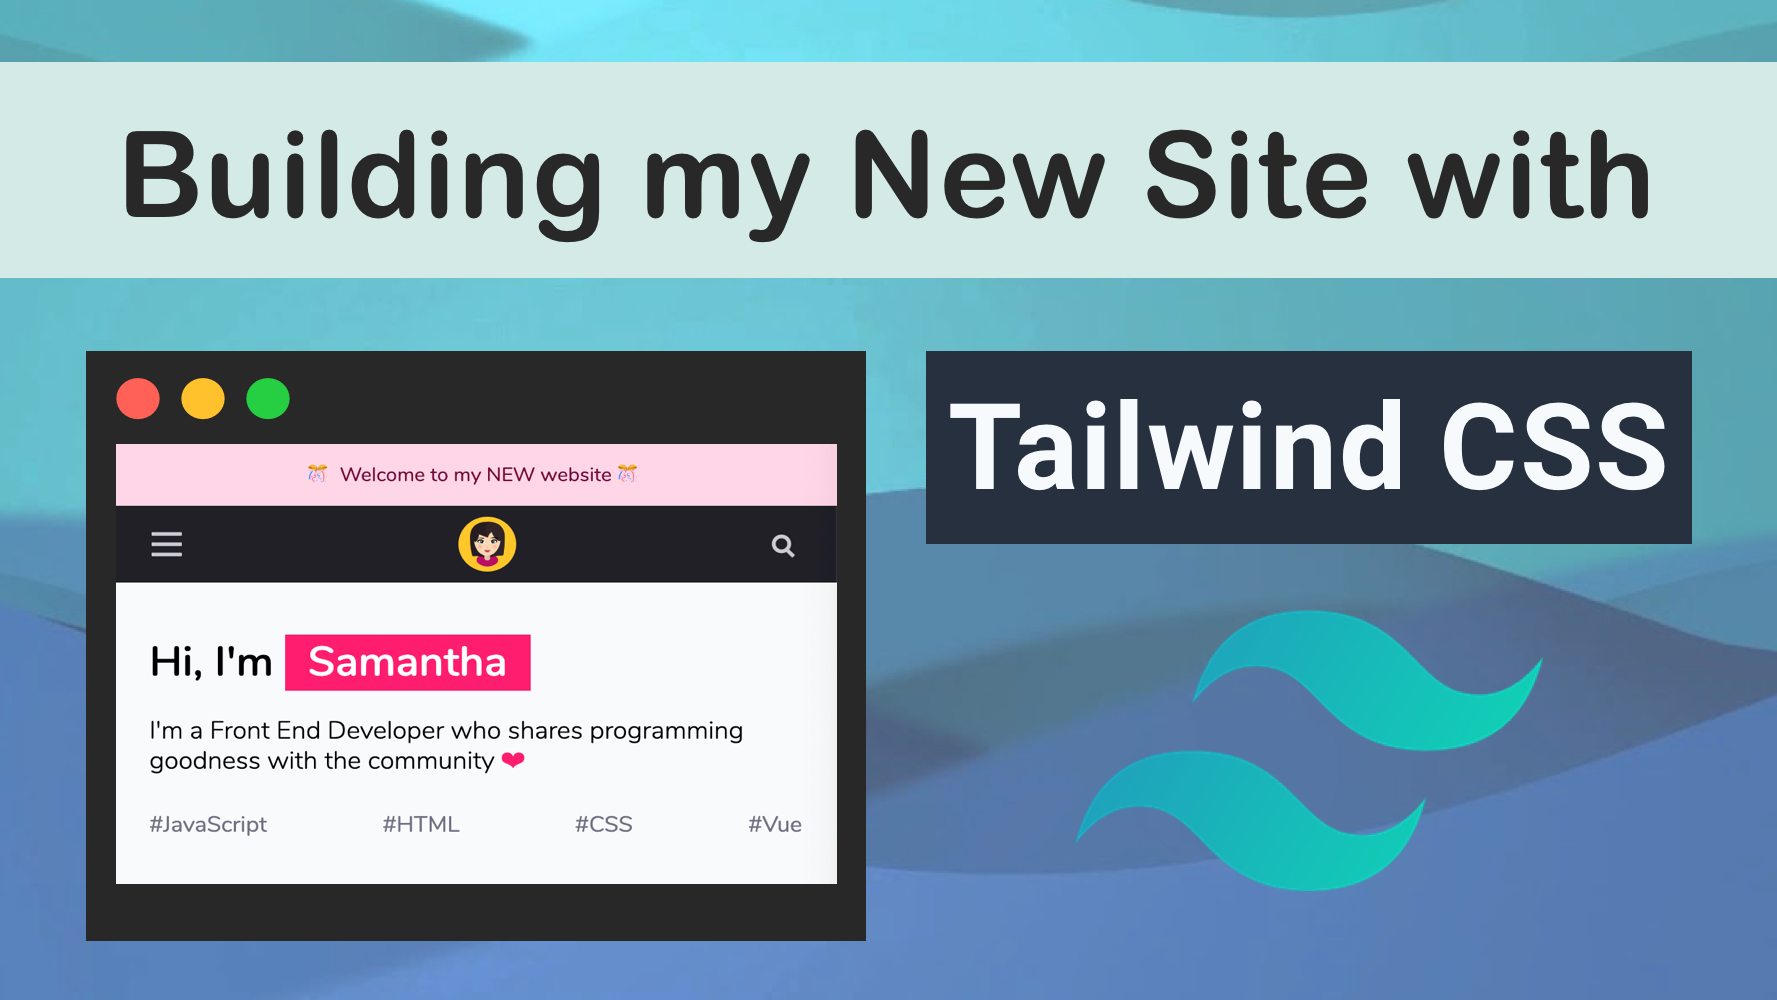 Building my New Site with
Tailwind CSS
🎊 Welcome to my NEW website 🎊
Hi, I'm Samantha
I'm a Front End Developer who shares programming
goodness with the community ❤
#JavaScript #HTML #CSS #Vue